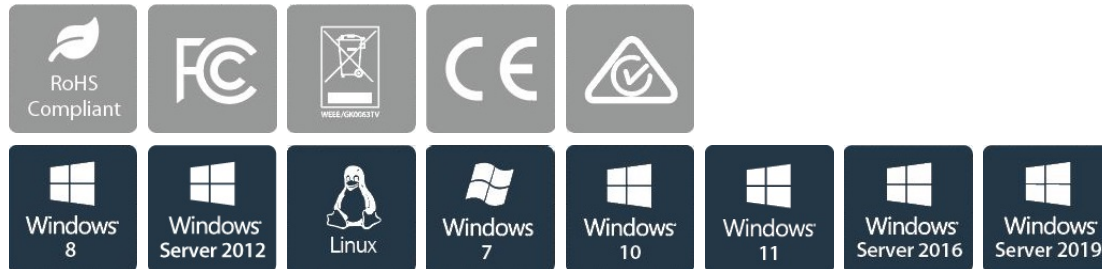 RoHS
Compliant
FC
WEEE/GK0063TV
CE
Windows
8
Windows
Server 2012
Linux
Windows
7
Windows
10
Windows
11
Windows
Server 2016
Windows
Server 2019